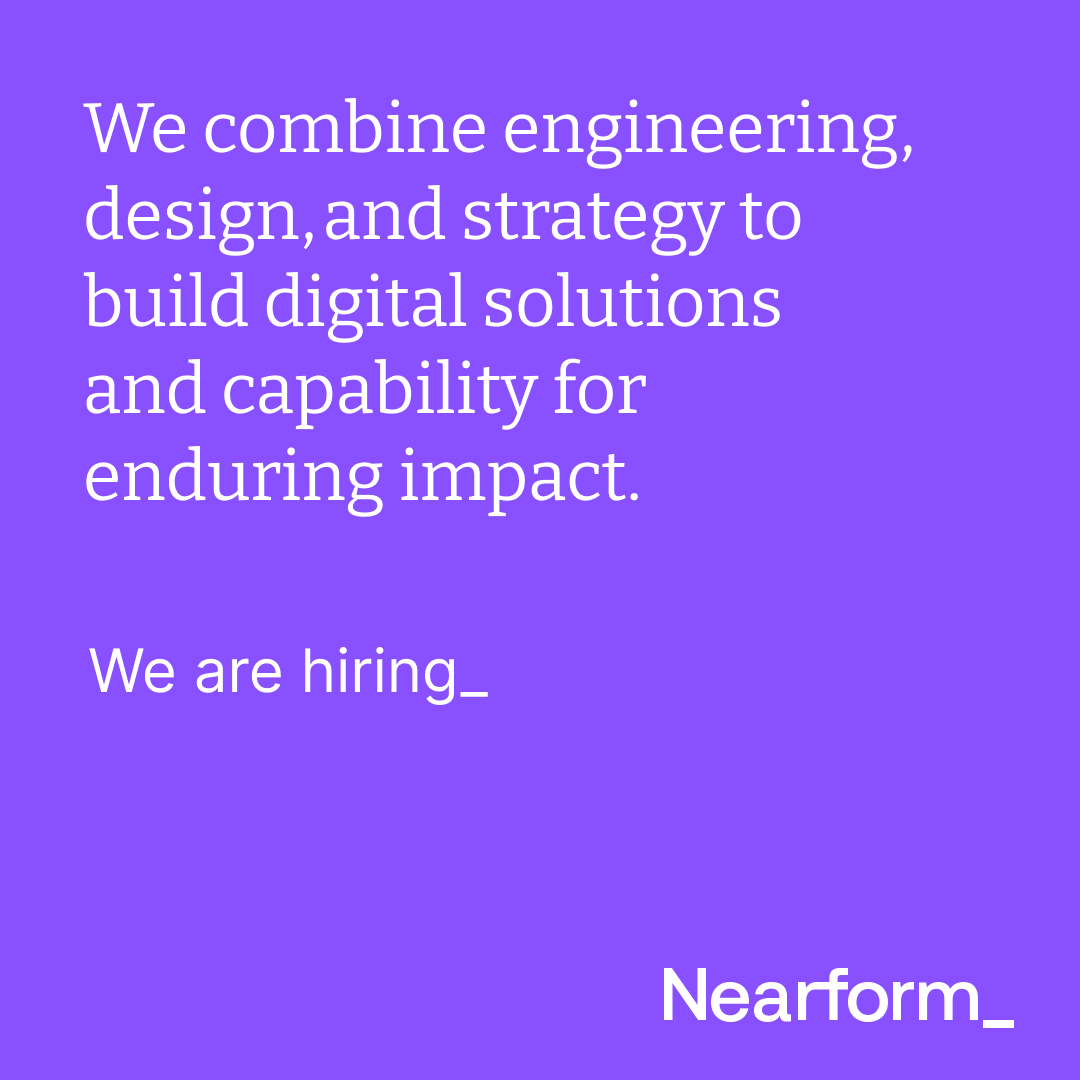 We combine engineering,
design, and strategy to
build digital solutions
and capability for
enduring impact.
We are hiring_
Nearform_